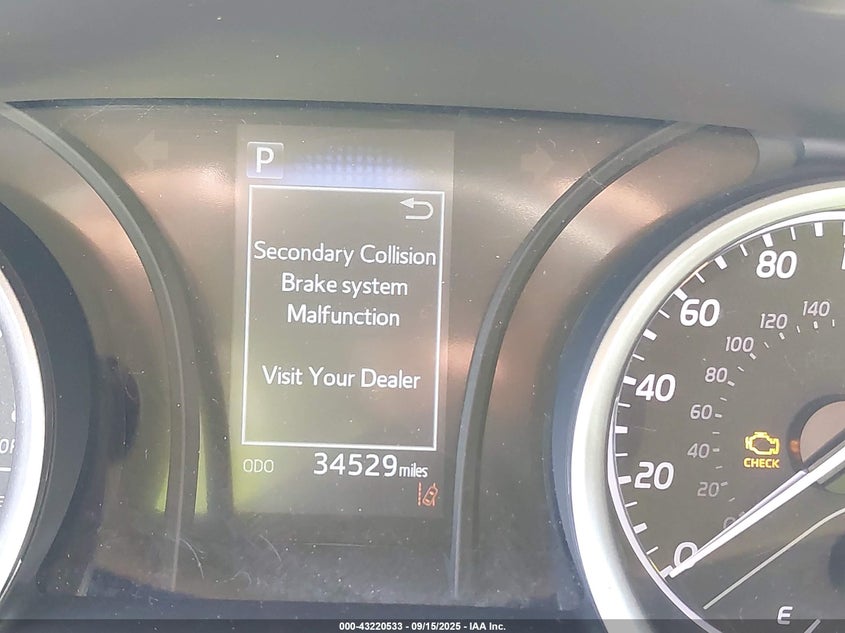 P
Secondary Collision
Brake system
Malfunction
Visit Your Dealer
ODO 34529 miles
80
60
40
20
0
140
120
100
80
60
40
20
0
CHECK
E
000-43220533 - 09/15/2025 - IAA Inc.